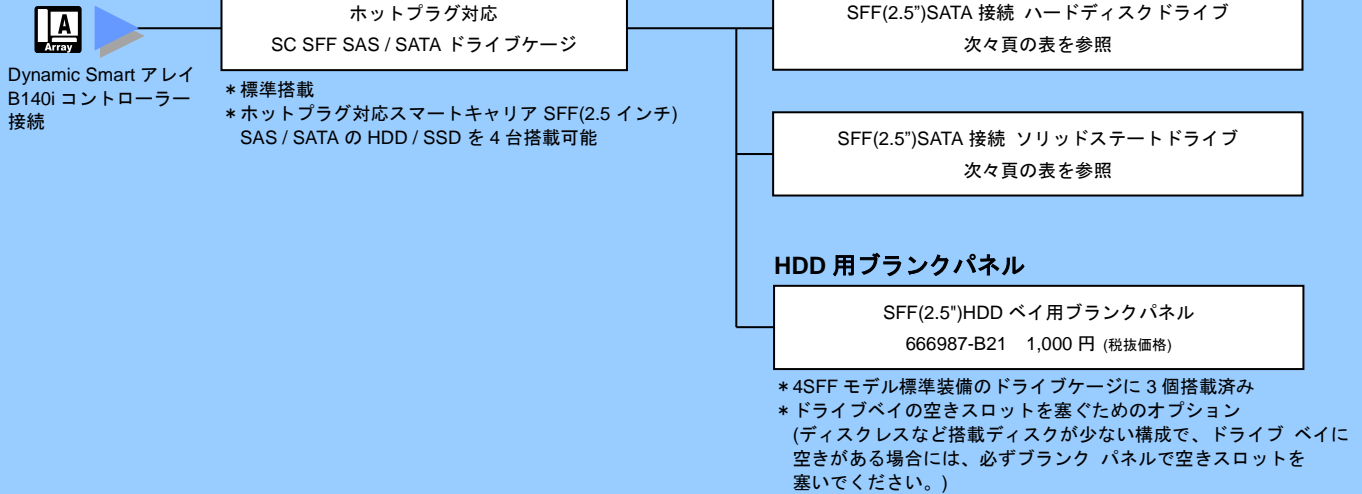 A
Array
Dynamic Smart アレイ
B140i コントローラー
接続
ホットプラグ対応
SC SFF SAS / SATA ドライブケージ
＊標準搭載
＊ホットプラグ対応スマートキャリア SFF(2.5 インチ)
SAS / SATA の HDD / SSD を 4 台搭載可能
SFF(2.5”)SATA 接続 ハードディスクドライブ
次々頁の表を参照
SFF(2.5”)SATA 接続 ソリッドステートドライブ
次々頁の表を参照
HDD 用ブランクパネル
SFF(2.5")HDD ベイ用ブランクパネル
666987-B21 1,000 円 (税抜価格)
＊4SFF モデル標準装備のドライブケージに 3 個搭載済み
＊ドライブベイの空きスロットを塞ぐためのオプション
(ディスクレスなど搭載ディスクが少ない構成で、ドライブ ベイに
空きがある場合には、必ずブランク パネルで空きスロットを
塞いでください。)